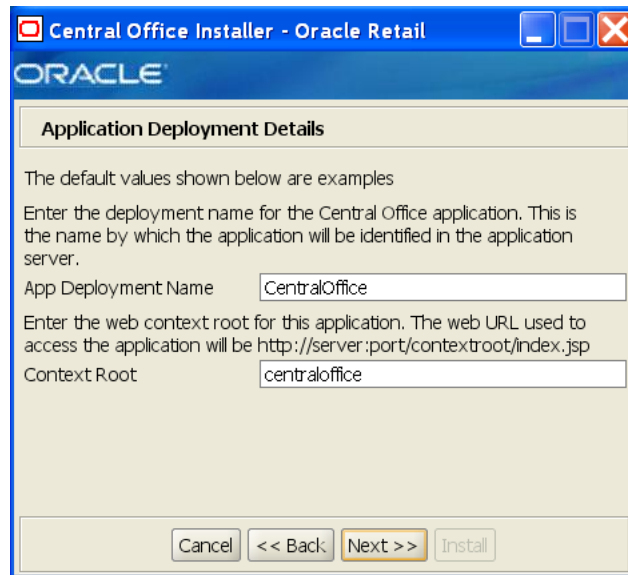 Central Office Installer - Oracle Retail
ORACLE
Application Deployment Details
The default values shown below are examples
Enter the deployment name for the Central Office application. This is
the name by which the application will be identified in the application
server.
App Deployment Name CentralOffice
Enter the web context root for this application. The web URL used to
access the application will be http://server:port/contextroot/index.jsp
Context Root centraloffice
Cancel << Back Next >> Install